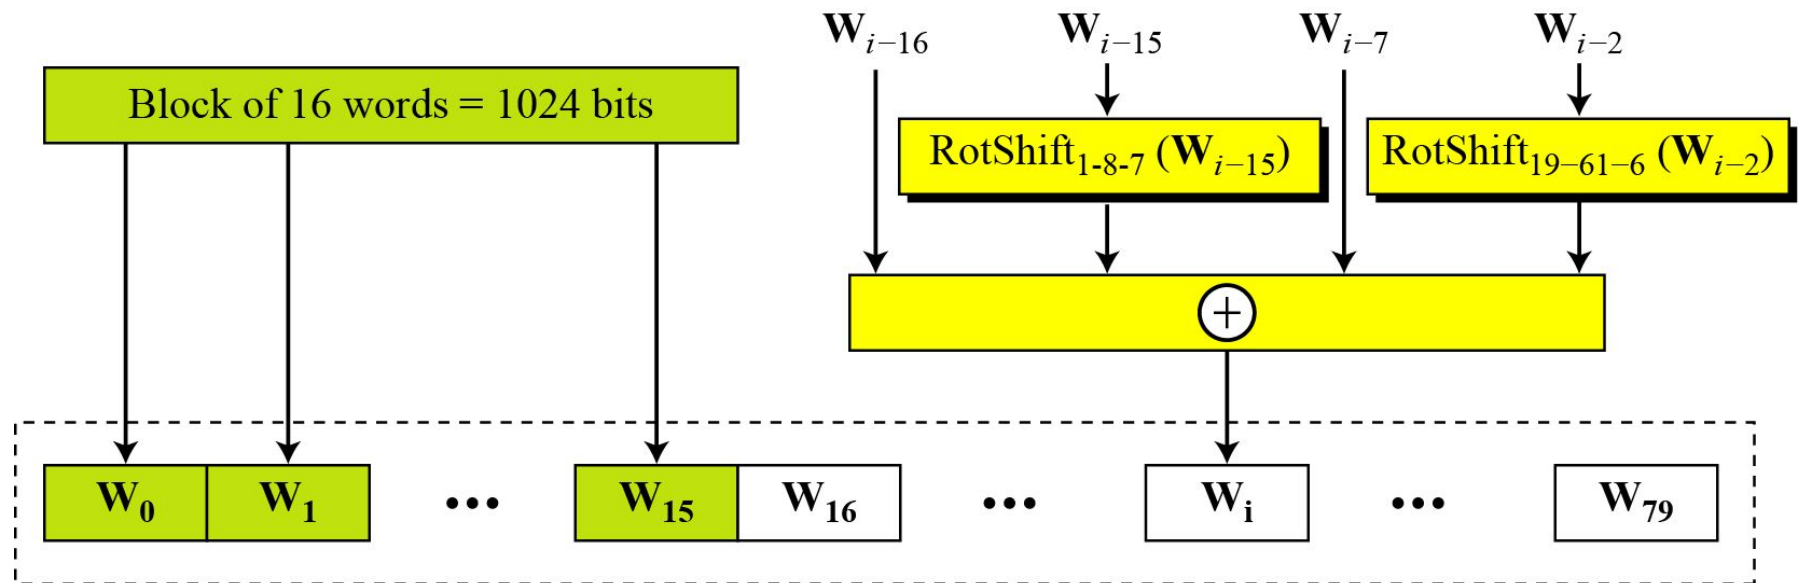 W_{i−16} W_{i−15} W_{i−7} W_{i−2}
Block of 16 words = 1024 bits
RotShift_{1-8-7} (W_{i−15}) RotShift_{19−61−6} (W_{i−2})
+
W_0 W_1 ••• W_15 W_16 ••• W_i ••• W_79